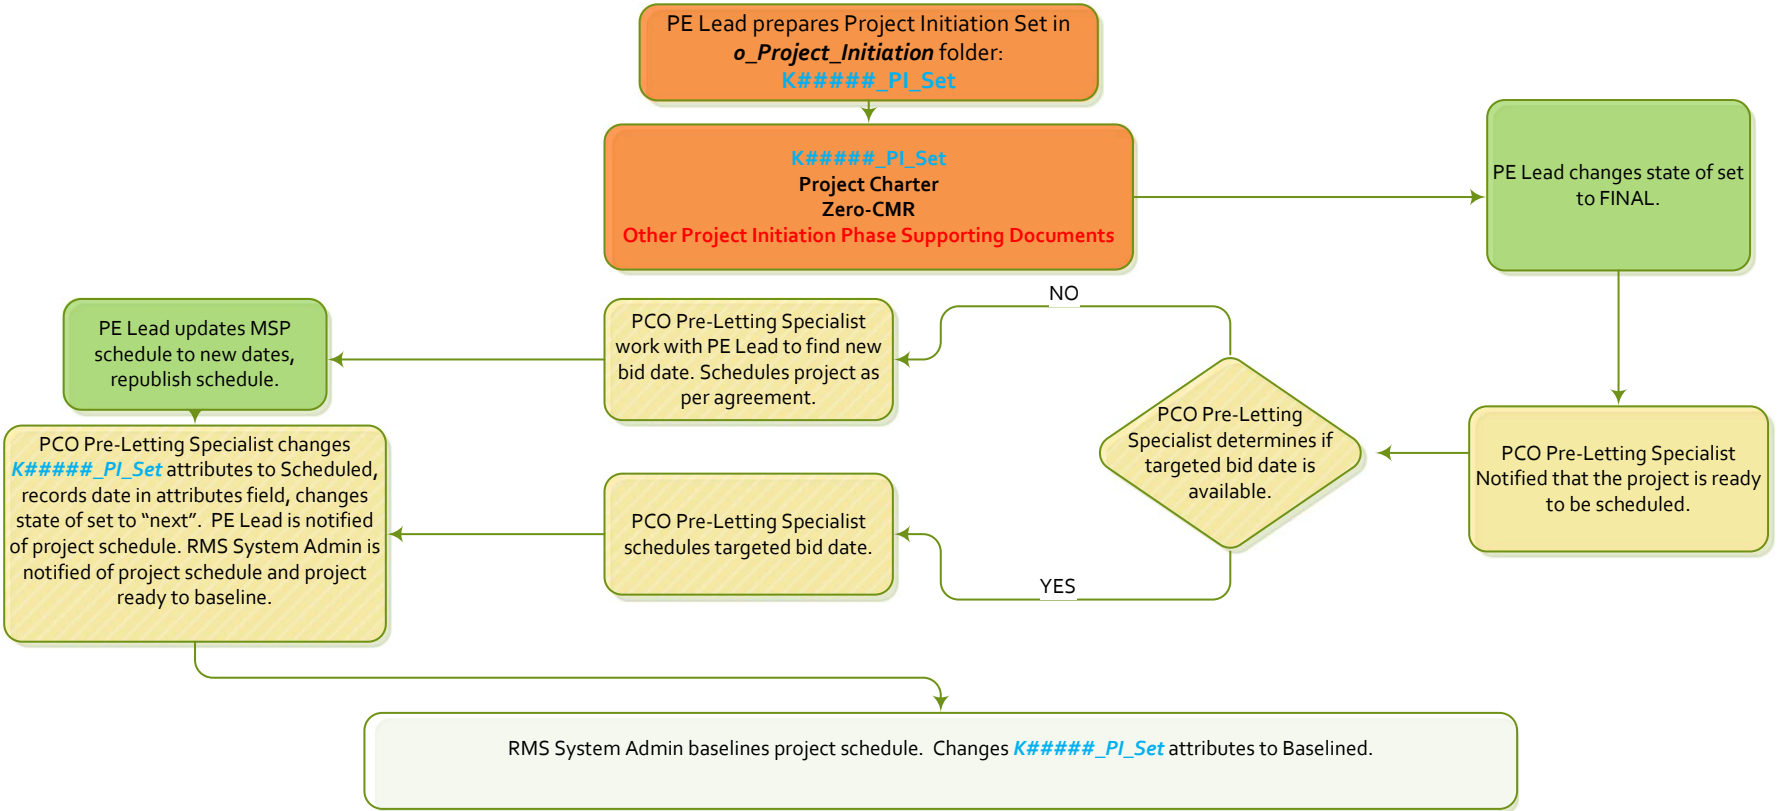 PE Lead prepares Project Initiation Set in
o_Project_Initiation folder:
K#####_PI_Set
K#####_PI_Set
Project Charter
Zero-CMR
Other Project Initiation Phase Supporting Documents
PE Lead changes state of set
to FINAL.
PCO Pre-Letting Specialist
Notified that the project is ready
to be scheduled.
PCO Pre-Letting
Specialist determines if
targeted bid date is
available.
NO
PCO Pre-Letting Specialist
work with PE Lead to find new
bid date. Schedules project as
per agreement.
PE Lead updates MSP
schedule to new dates,
republish schedule.
YES
PCO Pre-Letting Specialist
schedules targeted bid date.
PCO Pre-Letting Specialist changes
K#####_PI_Set attributes to Scheduled,
records date in attributes field, changes
state of set to “next”.  PE Lead is notified
of project schedule. RMS System Admin is
notified of project schedule and project
ready to baseline.
RMS System Admin baselines project schedule.  Changes K#####_PI_Set attributes to Baselined.